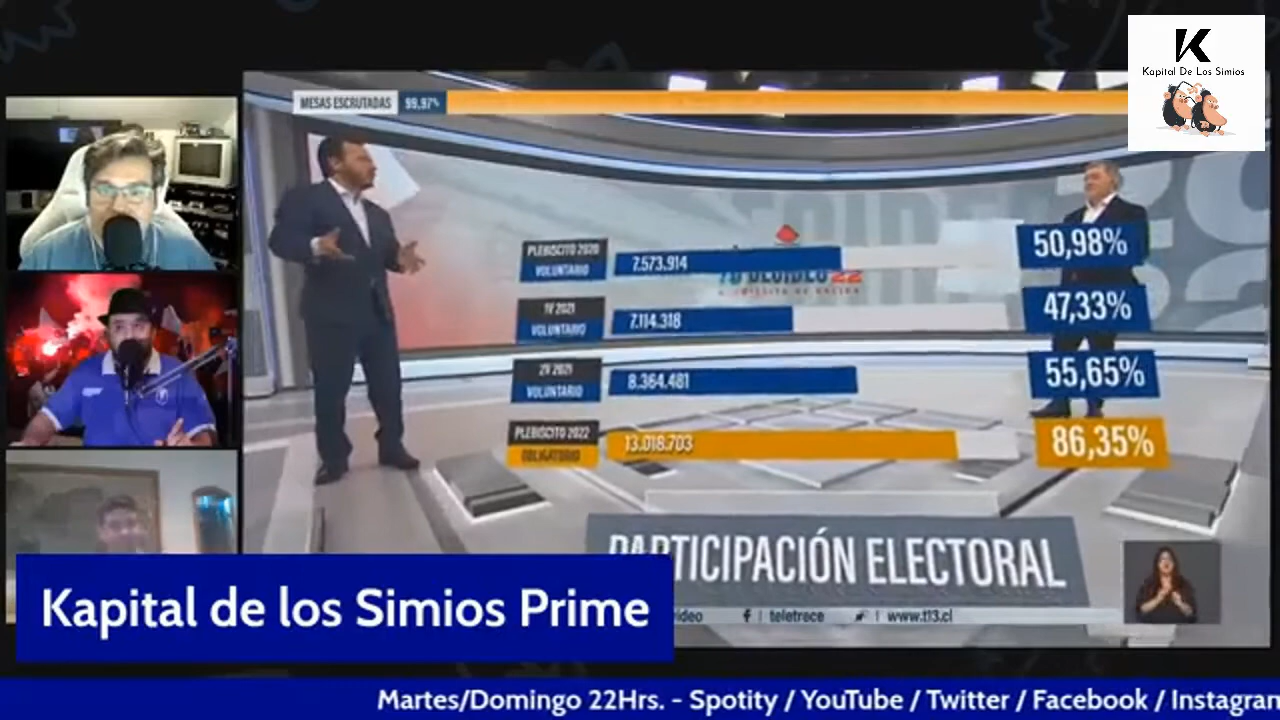 K
Kapital De Los Simios
MESAS ESCRUTADAS 99,97%
PLEBISCITO 2020
VOLUNTARIO
7.573.914
50,98%
22
1V 2021
VOLUNTARIO
7.114.318
47,33%
2V 2021
VOLUNTARIO
8.364.481
55,65%
PLEBISCITO 2022
OBLIGATORIO
13.018.703
86,35%
PARTICIPACIÓN ELECTORAL
teletrece
www.t13.cl
Kapital de los Simios Prime
Martes/Domingo 22Hrs. - Spotity / YouTube / Twitter / Facebook / Instagram